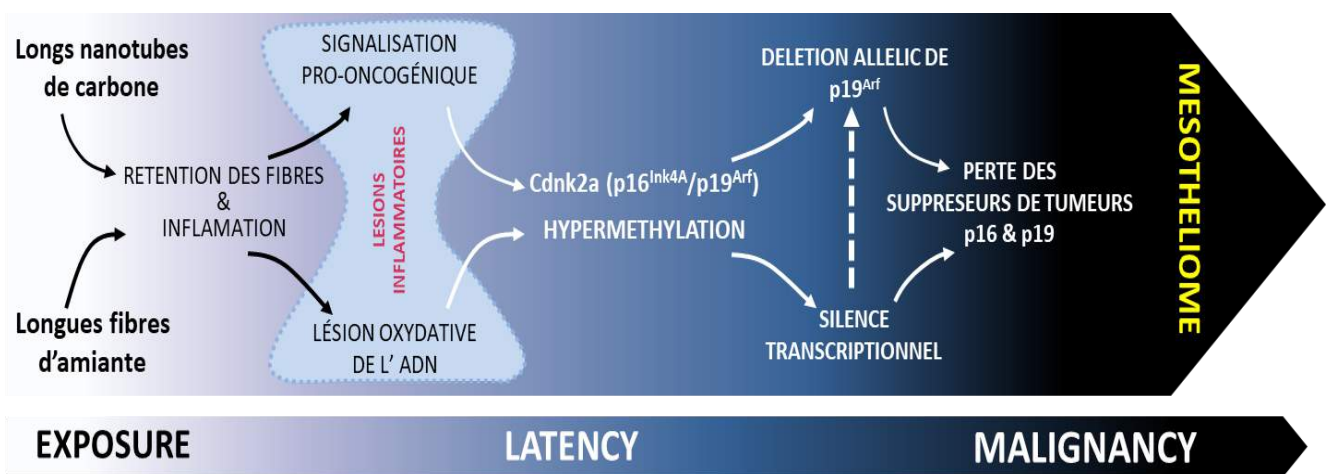 Longs nanotubes
de carbone
Longues fibres
d'amiante
RETENTION DES FIBRES
&
INFLAMATION
SIGNALISATION
PRO-ONCOGÉNIQUE
LESIONS
INFLAMMATOIRES
LÉSION OXYDATIVE
DE L' ADN
Cdnk2a (p16Ink4A/p19Arf)
HYPERMETHYLATION
DELETION ALLELIC DE
p19Arf
SILENCE
TRANSCRIPTIONNEL
PERTE DES
SUPPRESEURS DE TUMEURS
p16 & p19
MESOTHELIOME
EXPOSURE
LATENCY
MALIGNANCY